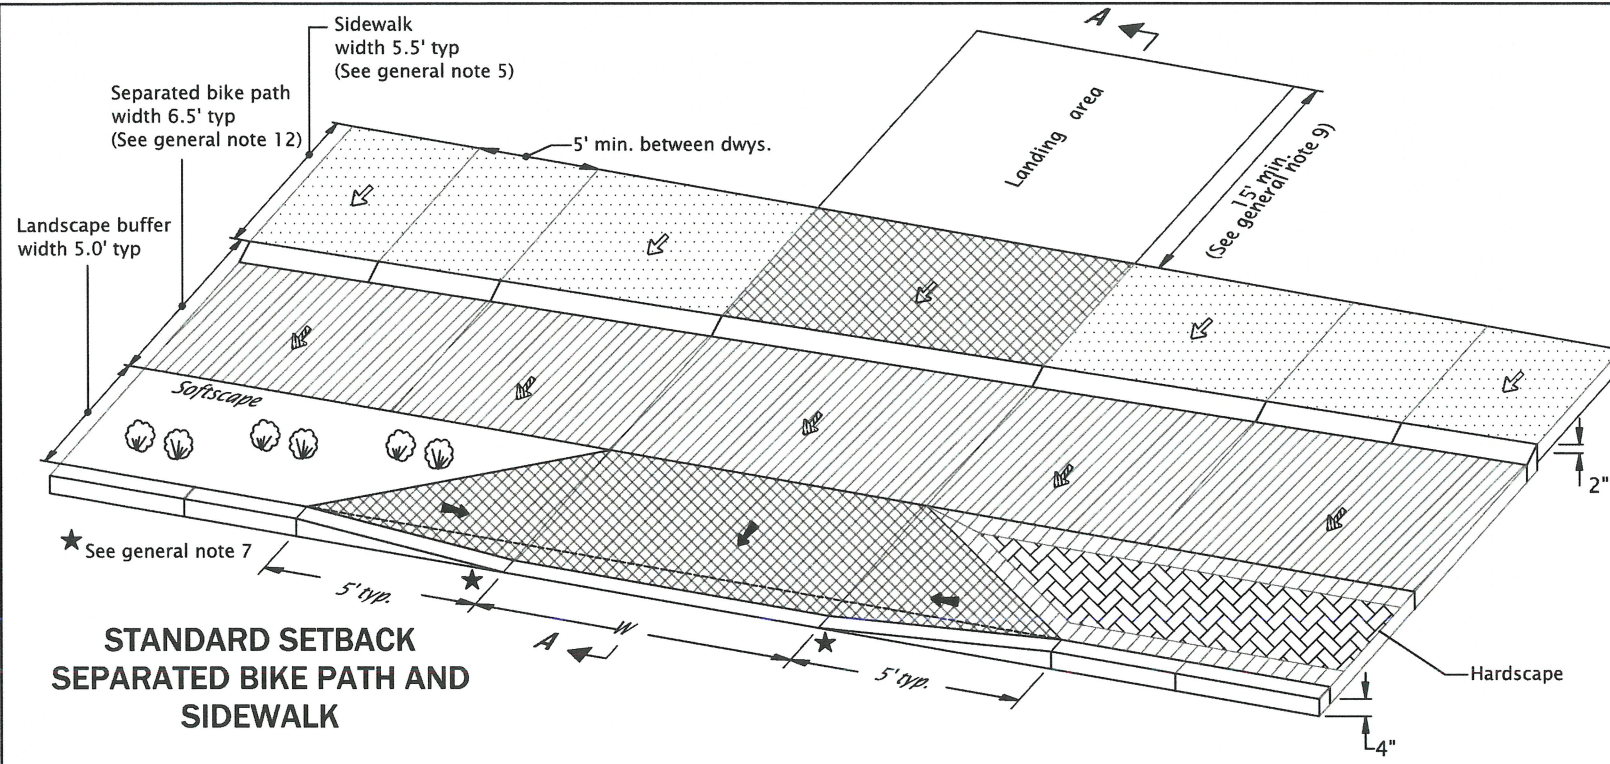 Sidewalk
width 5.5' typ
(See general note 5)
Separated bike path
width 6.5' typ
(See general note 12)
Landscape buffer
width 5.0' typ
5' min. between dwys.
A
Landing area
15' min.
(See general note 9)
Softscape
2"
★ See general note 7
★
5' typ.
W
A
★
5' typ.
Hardscape
4"
STANDARD SETBACK
SEPARATED BIKE PATH AND
SIDEWALK